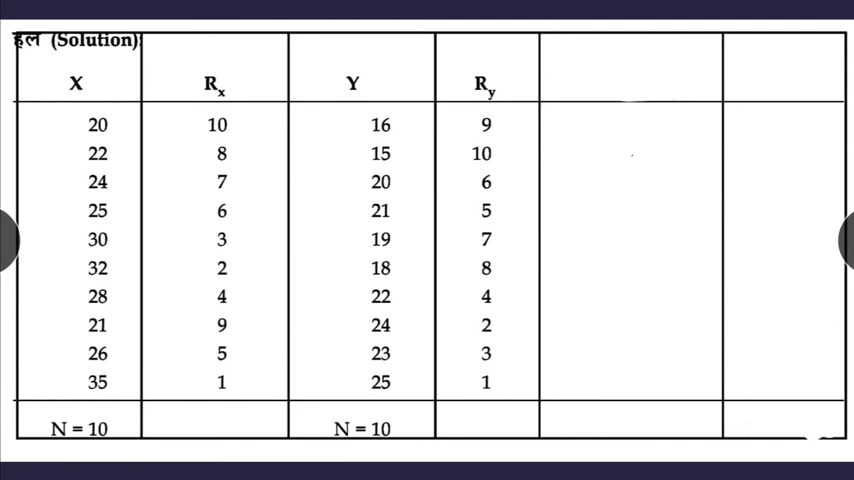 हल (Solution):
X R_x Y R_y
20 10 16 9
22 8 15 10
24 7 20 6
25 6 21 5
30 3 19 7
32 2 18 8
28 4 22 4
21 9 24 2
26 5 23 3
35 1 25 1
N = 10 N = 10